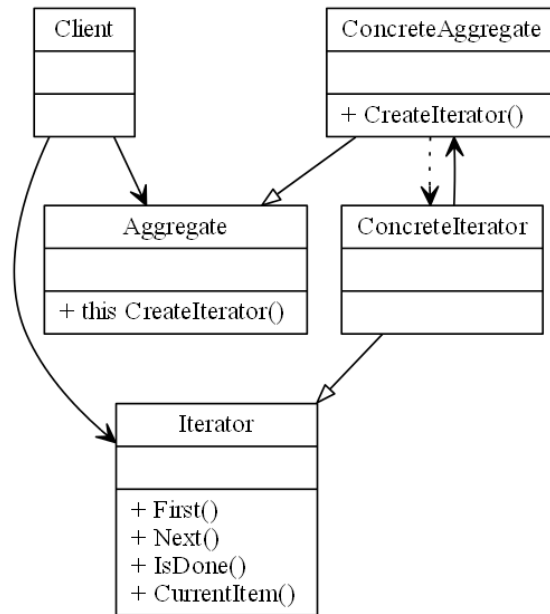 Client
ConcreteAggregate
+ CreateIterator()
Aggregate
+ this CreateIterator()
ConcreteIterator
Iterator
+ First()
+ Next()
+ IsDone()
+ CurrentItem()